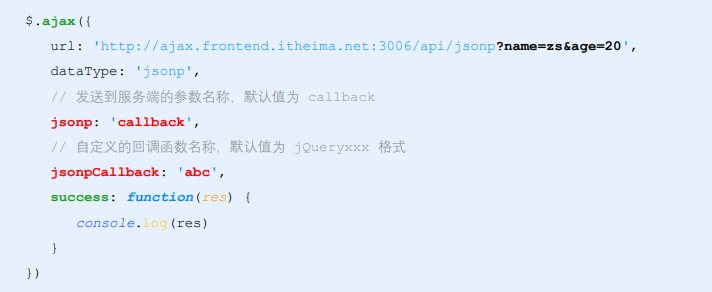 $.ajax({
url: 'http://ajax.frontend.itheima.net:3006/api/jsonp?name=zs&age=20',
dataType: 'jsonp',
// 发送到服务端的参数名称，默认值为 callback
jsonp: 'callback',
// 自定义的回调函数名称，默认值为 jQueryxxx 格式
jsonpCallback: 'abc',
success: function(res) {
console.log(res)
}
})